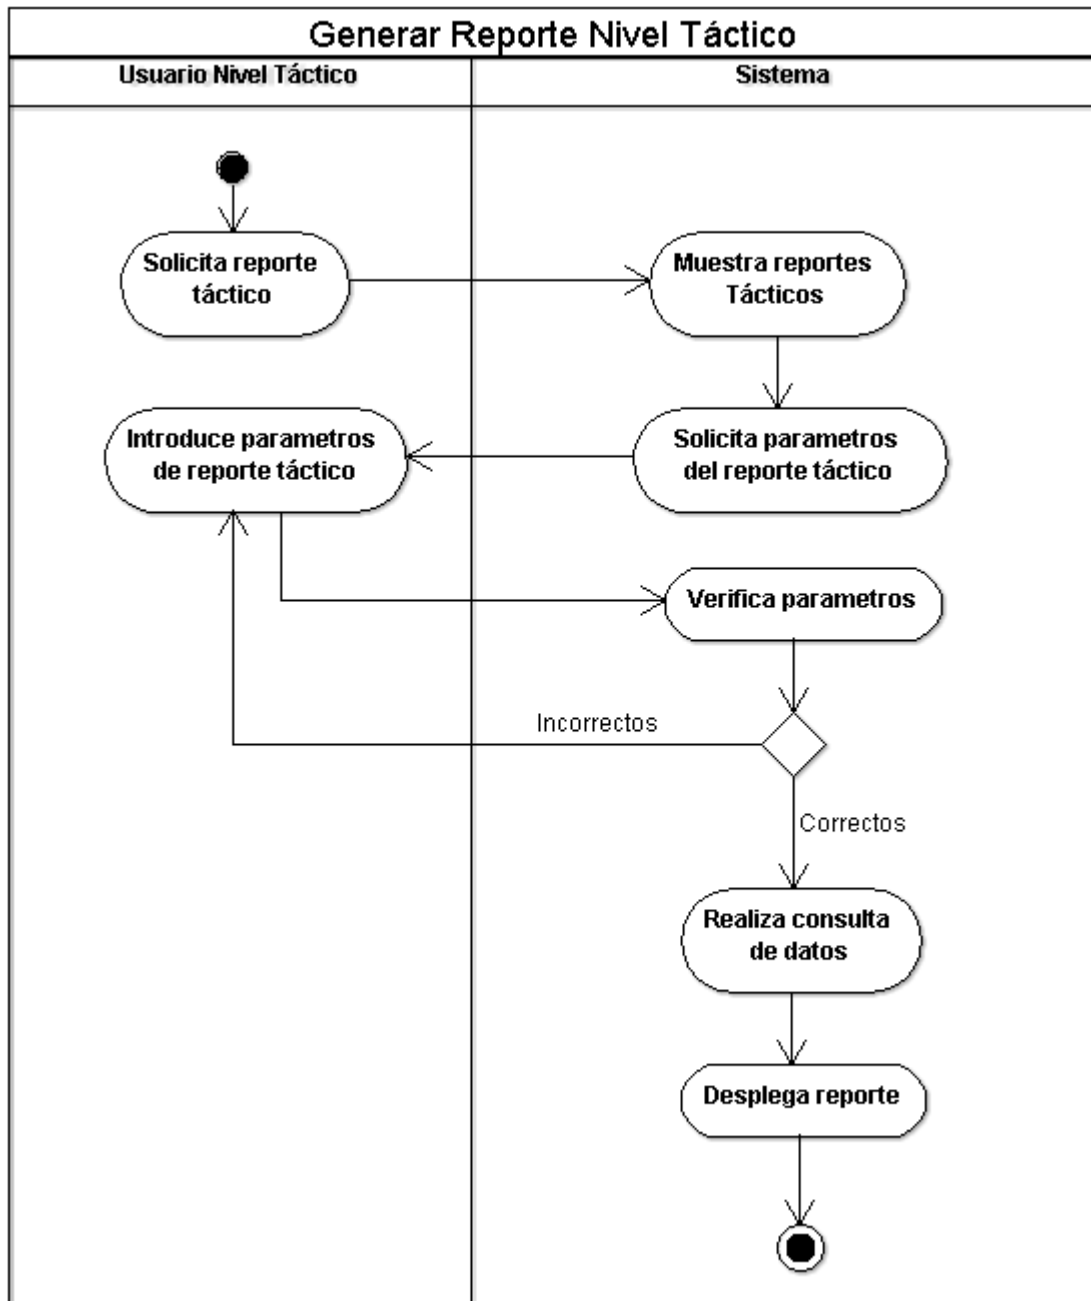 Generar Reporte Nivel Táctico
Usuario Nivel Táctico
Sistema
Solicita reporte
táctico
Muestra reportes
Tácticos
Introduce parametros
de reporte táctico
Solicita parametros
del reporte táctico
Verifica parametros
Incorrectos
Correctos
Realiza consulta
de datos
Desplega reporte